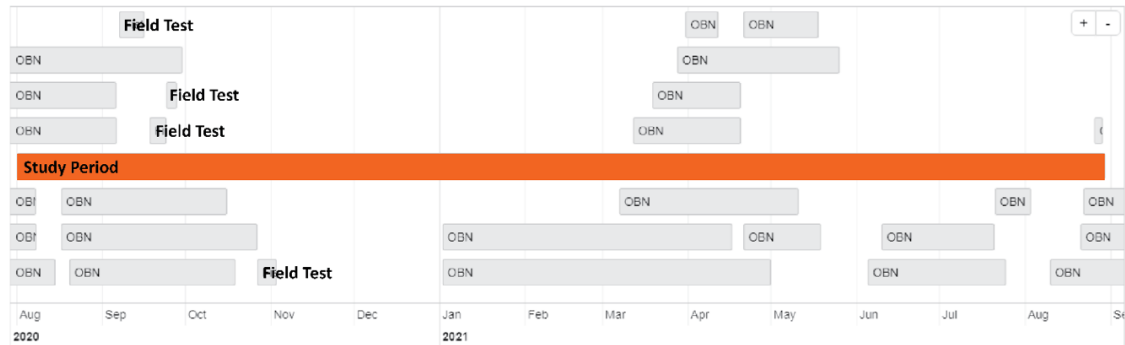 Field Test OBN OBN + -
OBN OBN
OBN Field Test OBN
OBN Field Test OBN
Study Period
OBN OBN OBN OBN
OBN OBN OBN OBN OBN
OBN OBN Field Test OBN OBN OBN
Aug Sep Oct Nov Dec Jan Feb Mar Apr May Jun Jul Aug
2020 2021